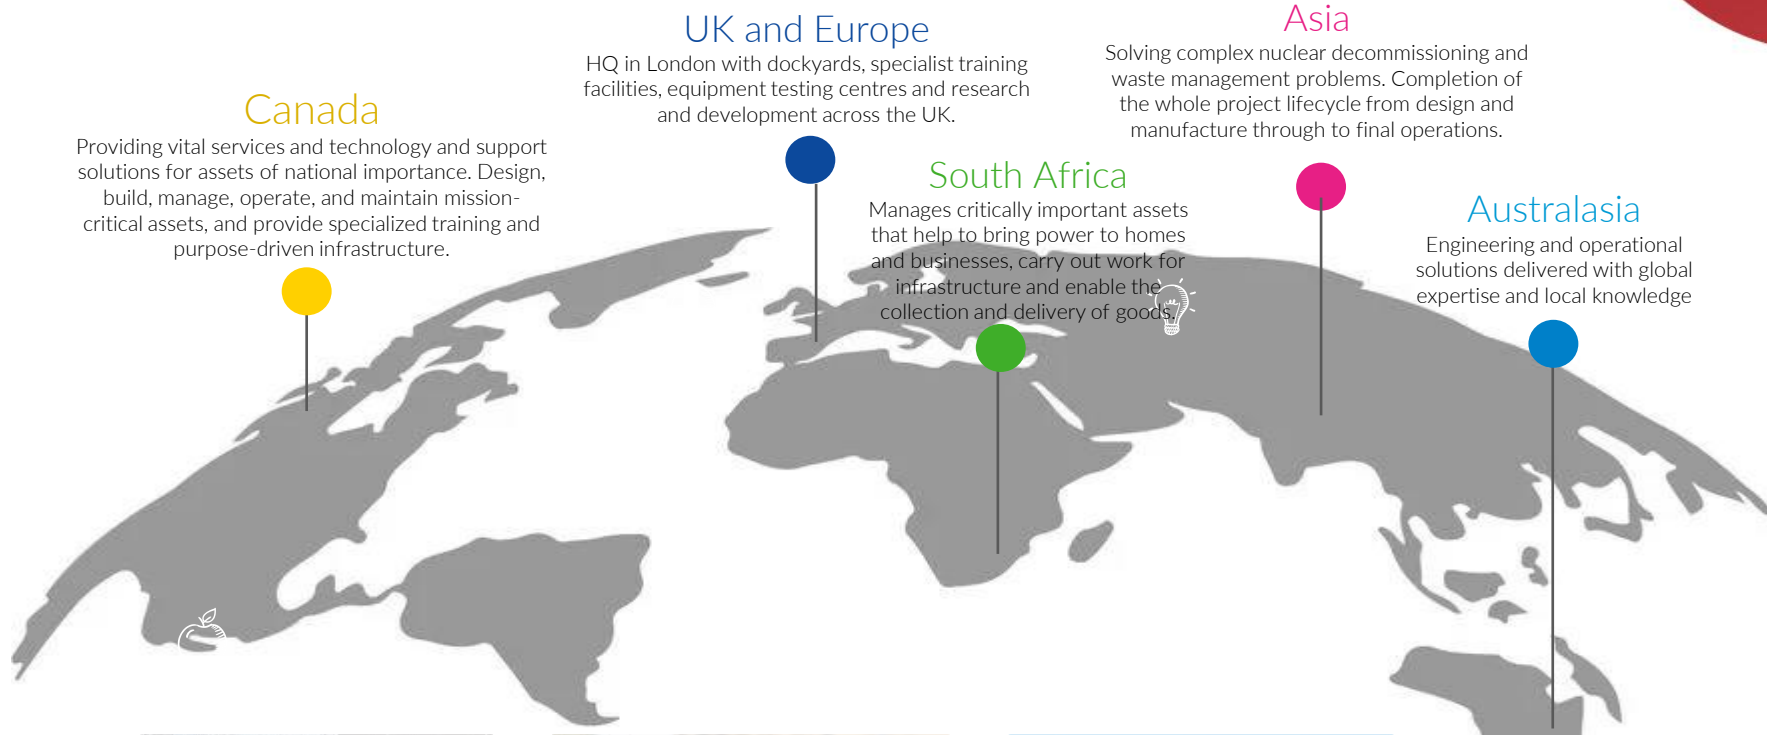 Canada
Providing vital services and technology and support
solutions for assets of national importance. Design,
build, manage, operate, and maintain mission-
critical assets, and provide specialized training and
purpose-driven infrastructure.
UK and Europe
HQ in London with dockyards, specialist training
facilities, equipment testing centres and research
and development across the UK.
South Africa
Manages critically important assets
that help to bring power to homes
and businesses, carry out work for
infrastructure and enable the
collection and delivery of goods.
Asia
Solving complex nuclear decommissioning and
waste management problems. Completion of
the whole project lifecycle from design and
manufacture through to final operations.
Australasia
Engineering and operational
solutions delivered with global
expertise and local knowledge